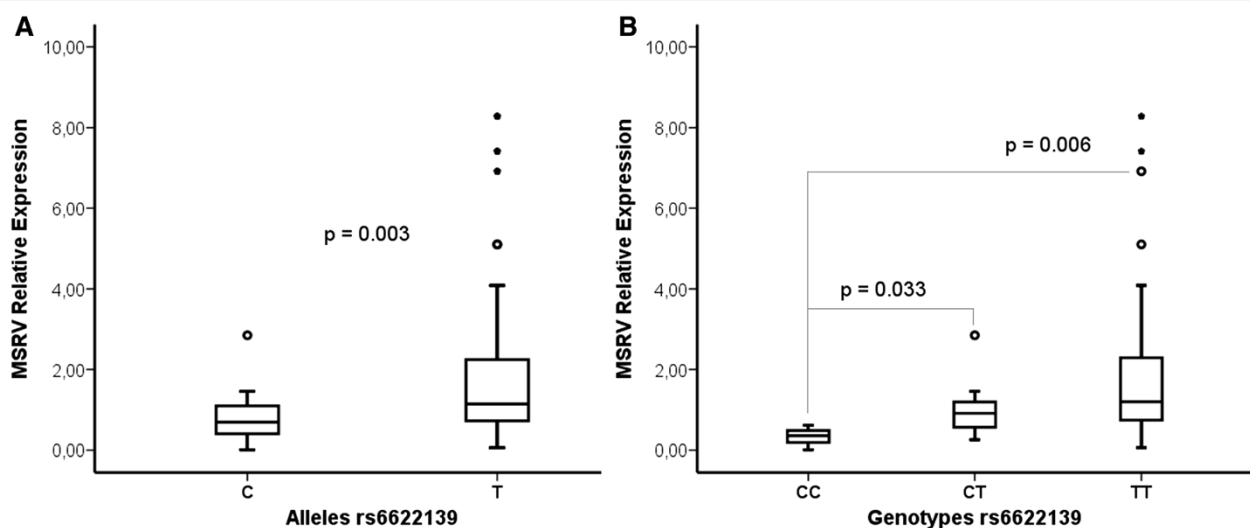 A
MSRV Relative Expression
10,00
8,00
6,00
4,00
2,00
0,00
p = 0.003
C
T
Alleles rs6622139
B
MSRV Relative Expression
10,00
8,00
6,00
4,00
2,00
0,00
p = 0.006
p = 0.033
CC
CT
TT
Genotypes rs6622139